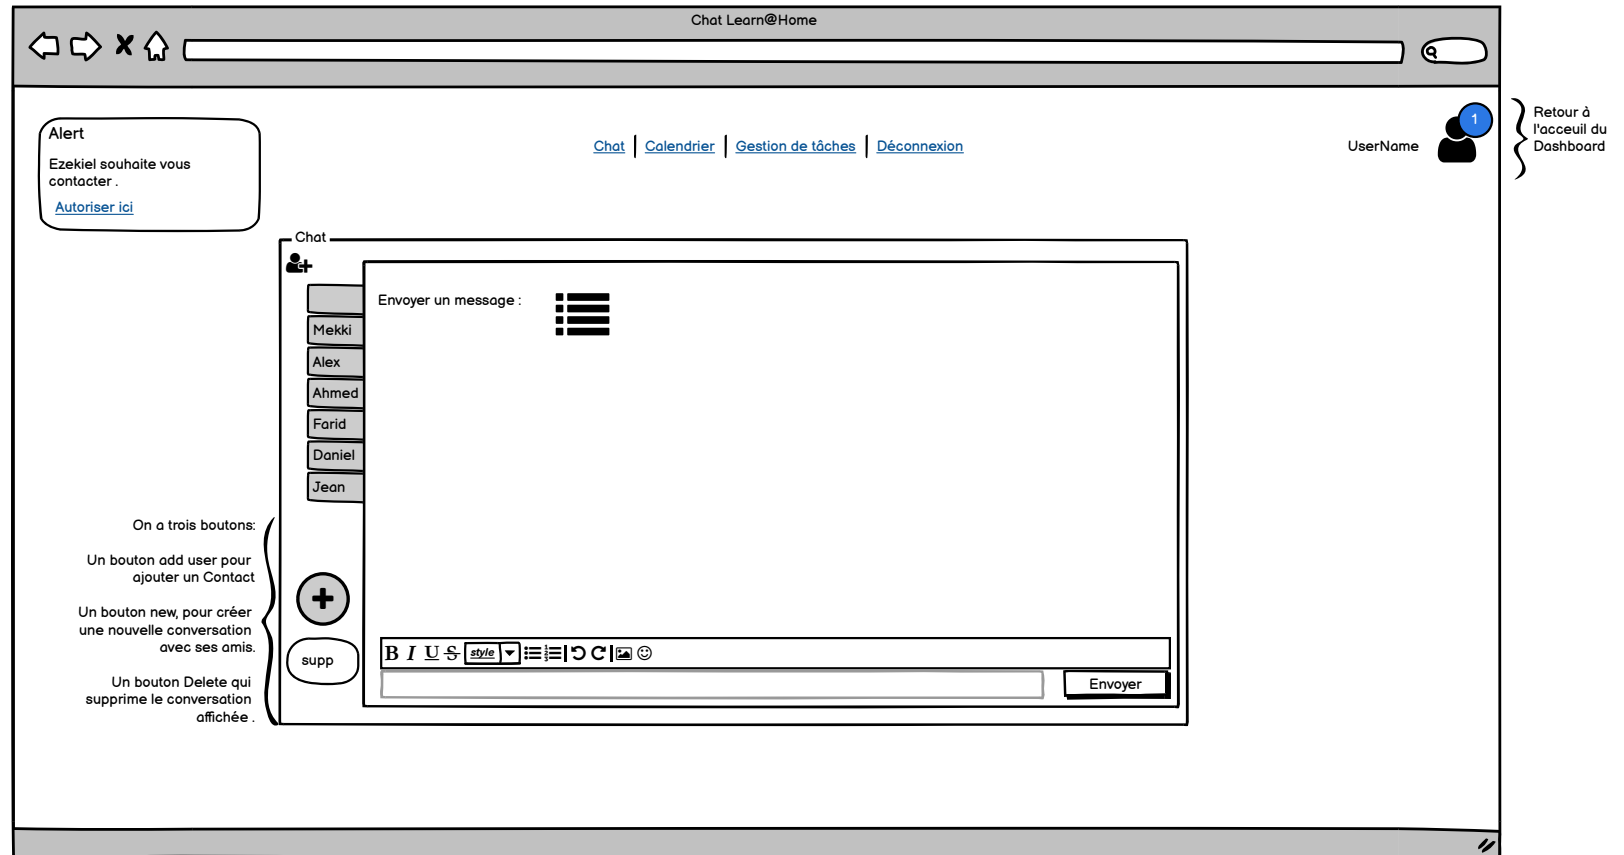 Chat Learn@Home
Retour à
l'acceuil du
Dashboard
1
UserName
Chat
Calendrier
Gestion de tâches
Déconnexion
Alert
Ezekiel souhaite vous
contacter .
Autoriser ici
Chat
Envoyer un message :
Mekki
Alex
Ahmed
Farid
Daniel
Jean
On a trois boutons:
Un bouton add user pour
ajouter un Contact
Un bouton new, pour créer
une nouvelle conversation
avec ses amis.
Un bouton Delete qui
supprime le conversation
affichée .
supp
B I U S style
Envoyer